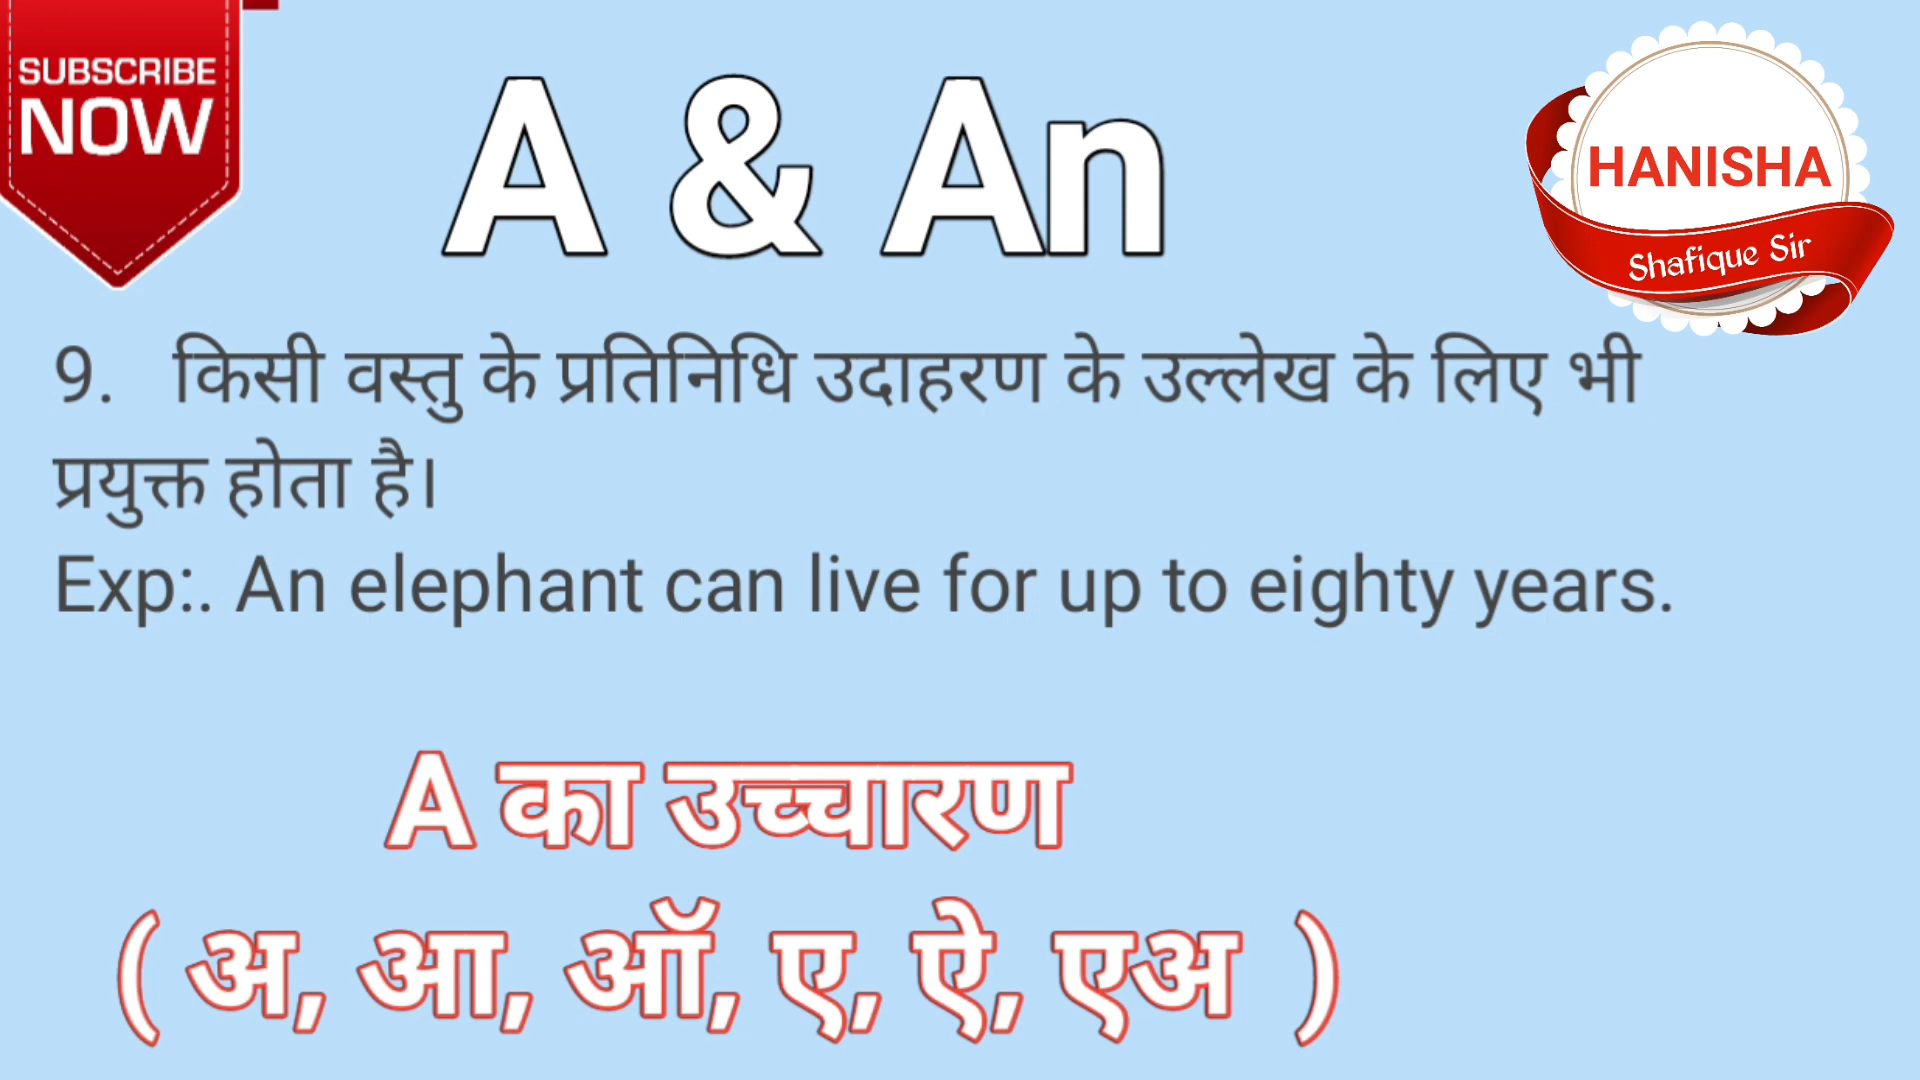 SUBSCRIBE
NOW
A & An
HANISHA
Shafique Sir
9. किसी वस्तु के प्रतिनिधि उदाहरण के उल्लेख के लिए भी
प्रयुक्त होता है।
Exp:. An elephant can live for up to eighty years.
A का उच्चारण
( अ, आ, ऑ, ए, ऐ, एअ )